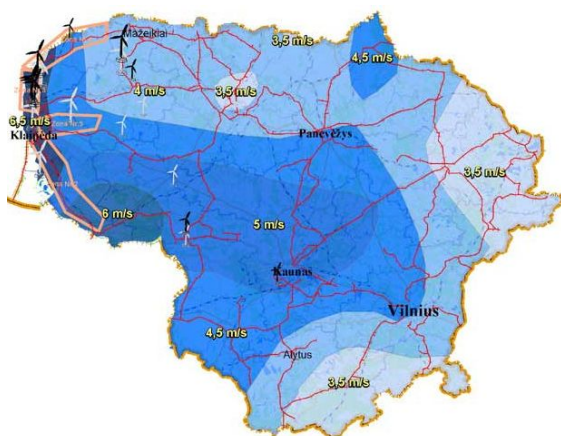 3,5 m/s
Mažeikiai
4,5 m/s
4 m/s
3,5 m/s
6,5 m/s
Klaipėda
Panevėžys
3,5 m/s
6 m/s
5 m/s
Kaunas
Vilnius
4,5 m/s
Alytus
3,5 m/s